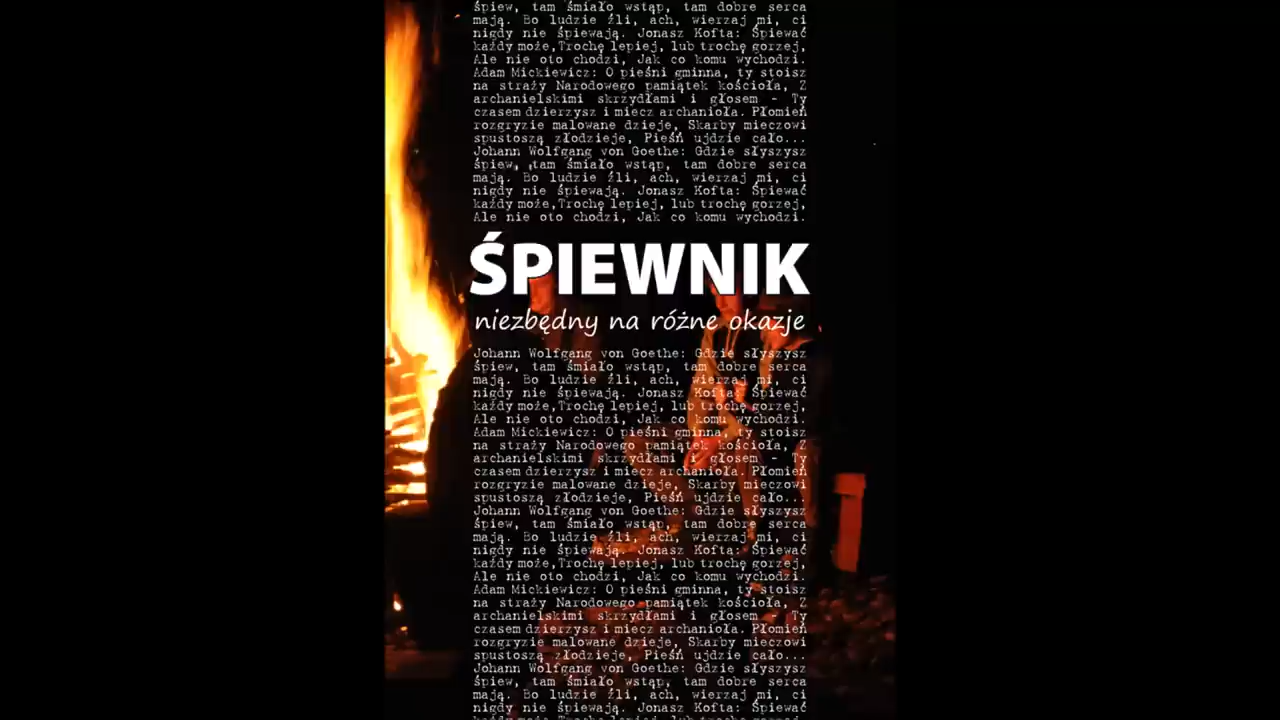 śpiew, tam śmiało wstąp, tam dobre serca
mają. Bo ludzie źli, ach, wierzaj mi, ci
nigdy nie śpiewają. Jonasz Kofta: Śpiewać
każdy może,Trochę lepiej, lub trochę gorzej,
Ale nie oto chodzi, Jak co komu wychodzi.
Adam Mickiewicz: O pieśni gminna, ty stoisz
na straży Narodowego pamiątek kościoła, Z
archanielskimi skrzydłami i głosem - Ty
czasem dzierzysz i miecz archanioła. Płomień
rozgryzie malowane dzieje, Skarby mieczowi
spustoszą złodzieje, Pieśń ujdzie cało...
Johann Wolfgang von Goethe: Gdzie słyszysz
śpiew, tam śmiało wstąp, tam dobre serca
mają. Bo ludzie źli, ach, wierzaj mi, ci
nigdy nie śpiewają. Jonasz Kofta: Śpiewać
każdy może,Trochę lepiej, lub trochę gorzej,
Ale nie oto chodzi, Jak co komu wychodzi.
ŚPIEWNIK
niezbędny na różne okazje
Johann Wolfgang von Goethe: Gdzie słyszysz
śpiew, tam śmiało wstąp, tam dobre serca
mają. Bo ludzie źli, ach, wierzaj mi, ci
nigdy nie śpiewają. Jonasz Kofta: Śpiewać
każdy może,Trochę lepiej, lub trochę gorzej,
Ale nie oto chodzi, Jak co komu wychodzi.
Adam Mickiewicz: O pieśni gminna, ty stoisz
na straży Narodowego pamiątek kościoła, Z
archanielskimi skrzydłami i głosem - Ty
czasem dzierzysz i miecz archanioła. Płomień
rozgryzie malowane dzieje, Skarby mieczowi
spustoszą złodzieje, Pieśń ujdzie cało...
Johann Wolfgang von Goethe: Gdzie słyszysz
śpiew, tam śmiało wstąp, tam dobre serca
mają. Bo ludzie źli, ach, wierzaj mi, ci
nigdy nie śpiewają. Jonasz Kofta: Śpiewać
każdy może,Trochę lepiej, lub trochę gorzej,
Ale nie oto chodzi, Jak co komu wychodzi.
Adam Mickiewicz: O pieśni gminna, ty stoisz
na straży Narodowego pamiątek kościoła, Z
archanielskimi skrzydłami i głosem - Ty
czasem dzierzysz i miecz archanioła. Płomień
rozgryzie malowane dzieje, Skarby mieczowi
spustoszą złodzieje, Pieśń ujdzie cało...
Johann Wolfgang von Goethe: Gdzie słyszysz
śpiew, tam śmiało wstąp, tam dobre serca
mają. Bo ludzie źli, ach, wierzaj mi, ci
nigdy nie śpiewają. Jonasz Kofta: Śpiewać